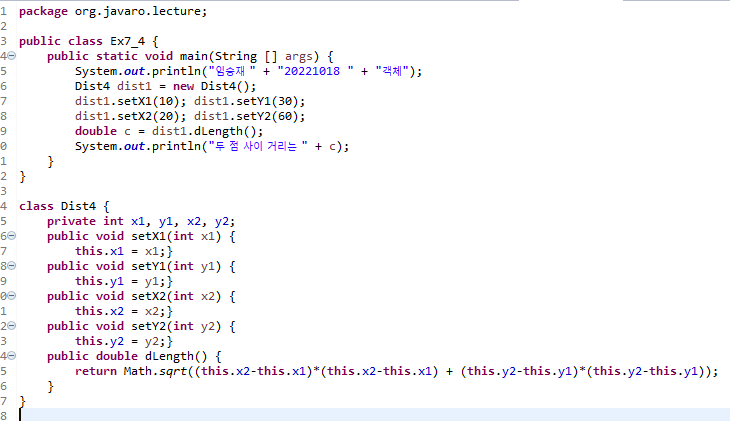 1 package org.javaro.lecture;
2
3 public class Ex7_4 {
4 public static void main(String [] args) {
5 System.out.println("임승재 " + "20221018 " + "객체");
6 Dist4 dist1 = new Dist4();
7 dist1.setX1(10); dist1.setY1(30);
8 dist1.setX2(20); dist1.setY2(60);
9 double c = dist1.dLength();
0 System.out.println("두 점 사이 거리는 " + c);
1 }
2 }
3
4 class Dist4 {
5 private int x1, y1, x2, y2;
6 public void setX1(int x1) {
7 this.x1 = x1;}
8 public void setY1(int y1) {
9 this.y1 = y1;}
0 public void setX2(int x2) {
1 this.x2 = x2;}
2 public void setY2(int y2) {
3 this.y2 = y2;}
4 public double dLength() {
5 return Math.sqrt((this.x2-this.x1)*(this.x2-this.x1) + (this.y2-this.y1)*(this.y2-this.y1));
6 }
7 }
8